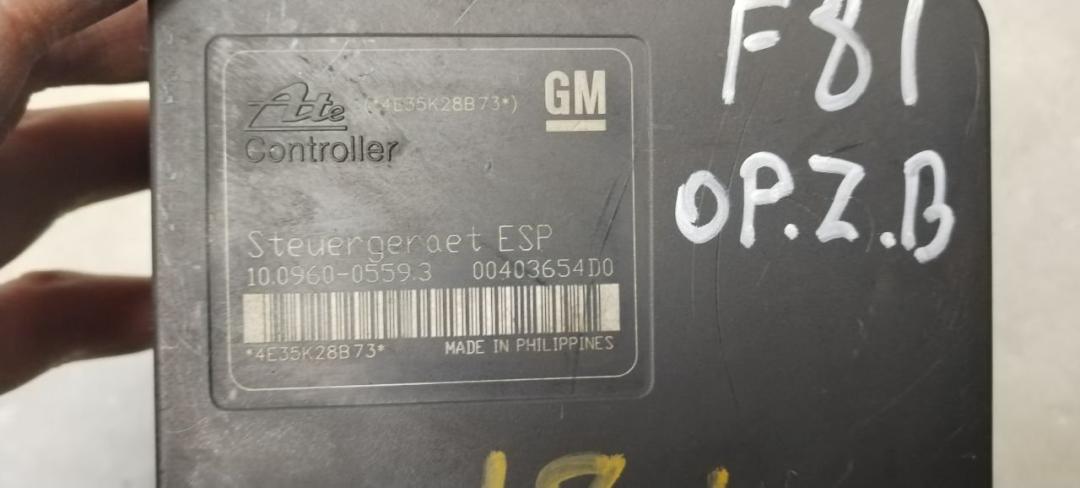 Ate (*4E35K28B73*) GM
Controller
Steuergeraet ESP
10.0960-0559.3 00403654D0
*4E35K28B73* MADE IN PHILIPPINES
F81
OP.Z.B